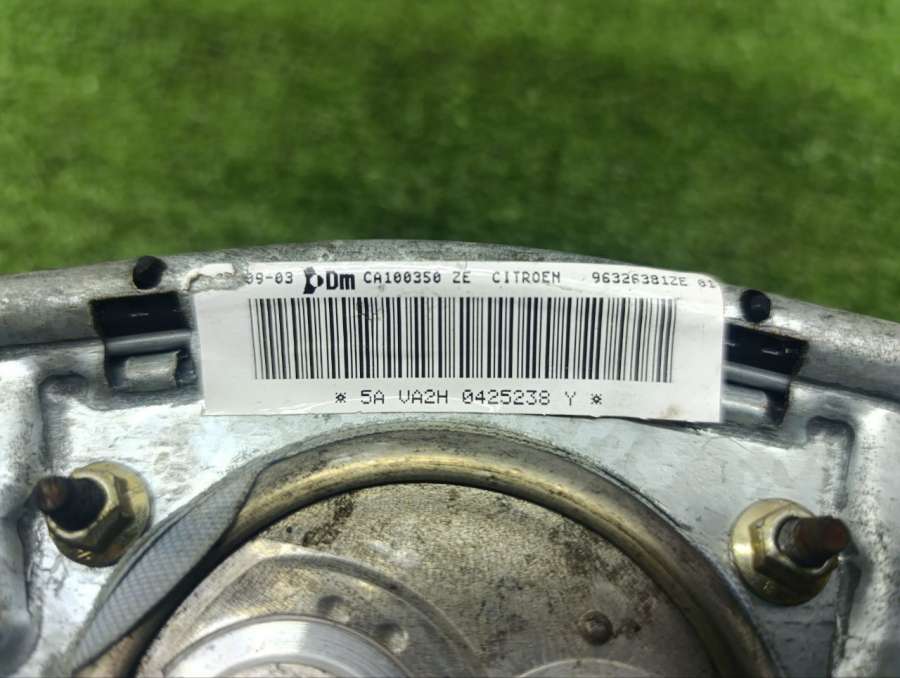 09-03 Dm CA100350 ZE CITROEN 96326381ZE 01
* 5A VA2H 0425238 Y *